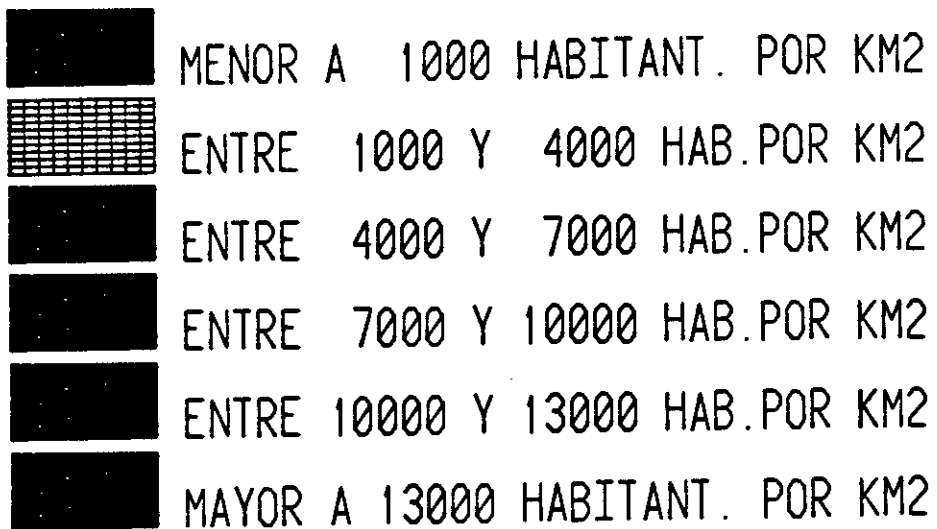 MENOR A 1000 HABITANT. POR KM2
ENTRE 1000 Y 4000 HAB.POR KM2
ENTRE 4000 Y 7000 HAB.POR KM2
ENTRE 7000 Y 10000 HAB.POR KM2
ENTRE 10000 Y 13000 HAB.POR KM2
MAYOR A 13000 HABITANT. POR KM2